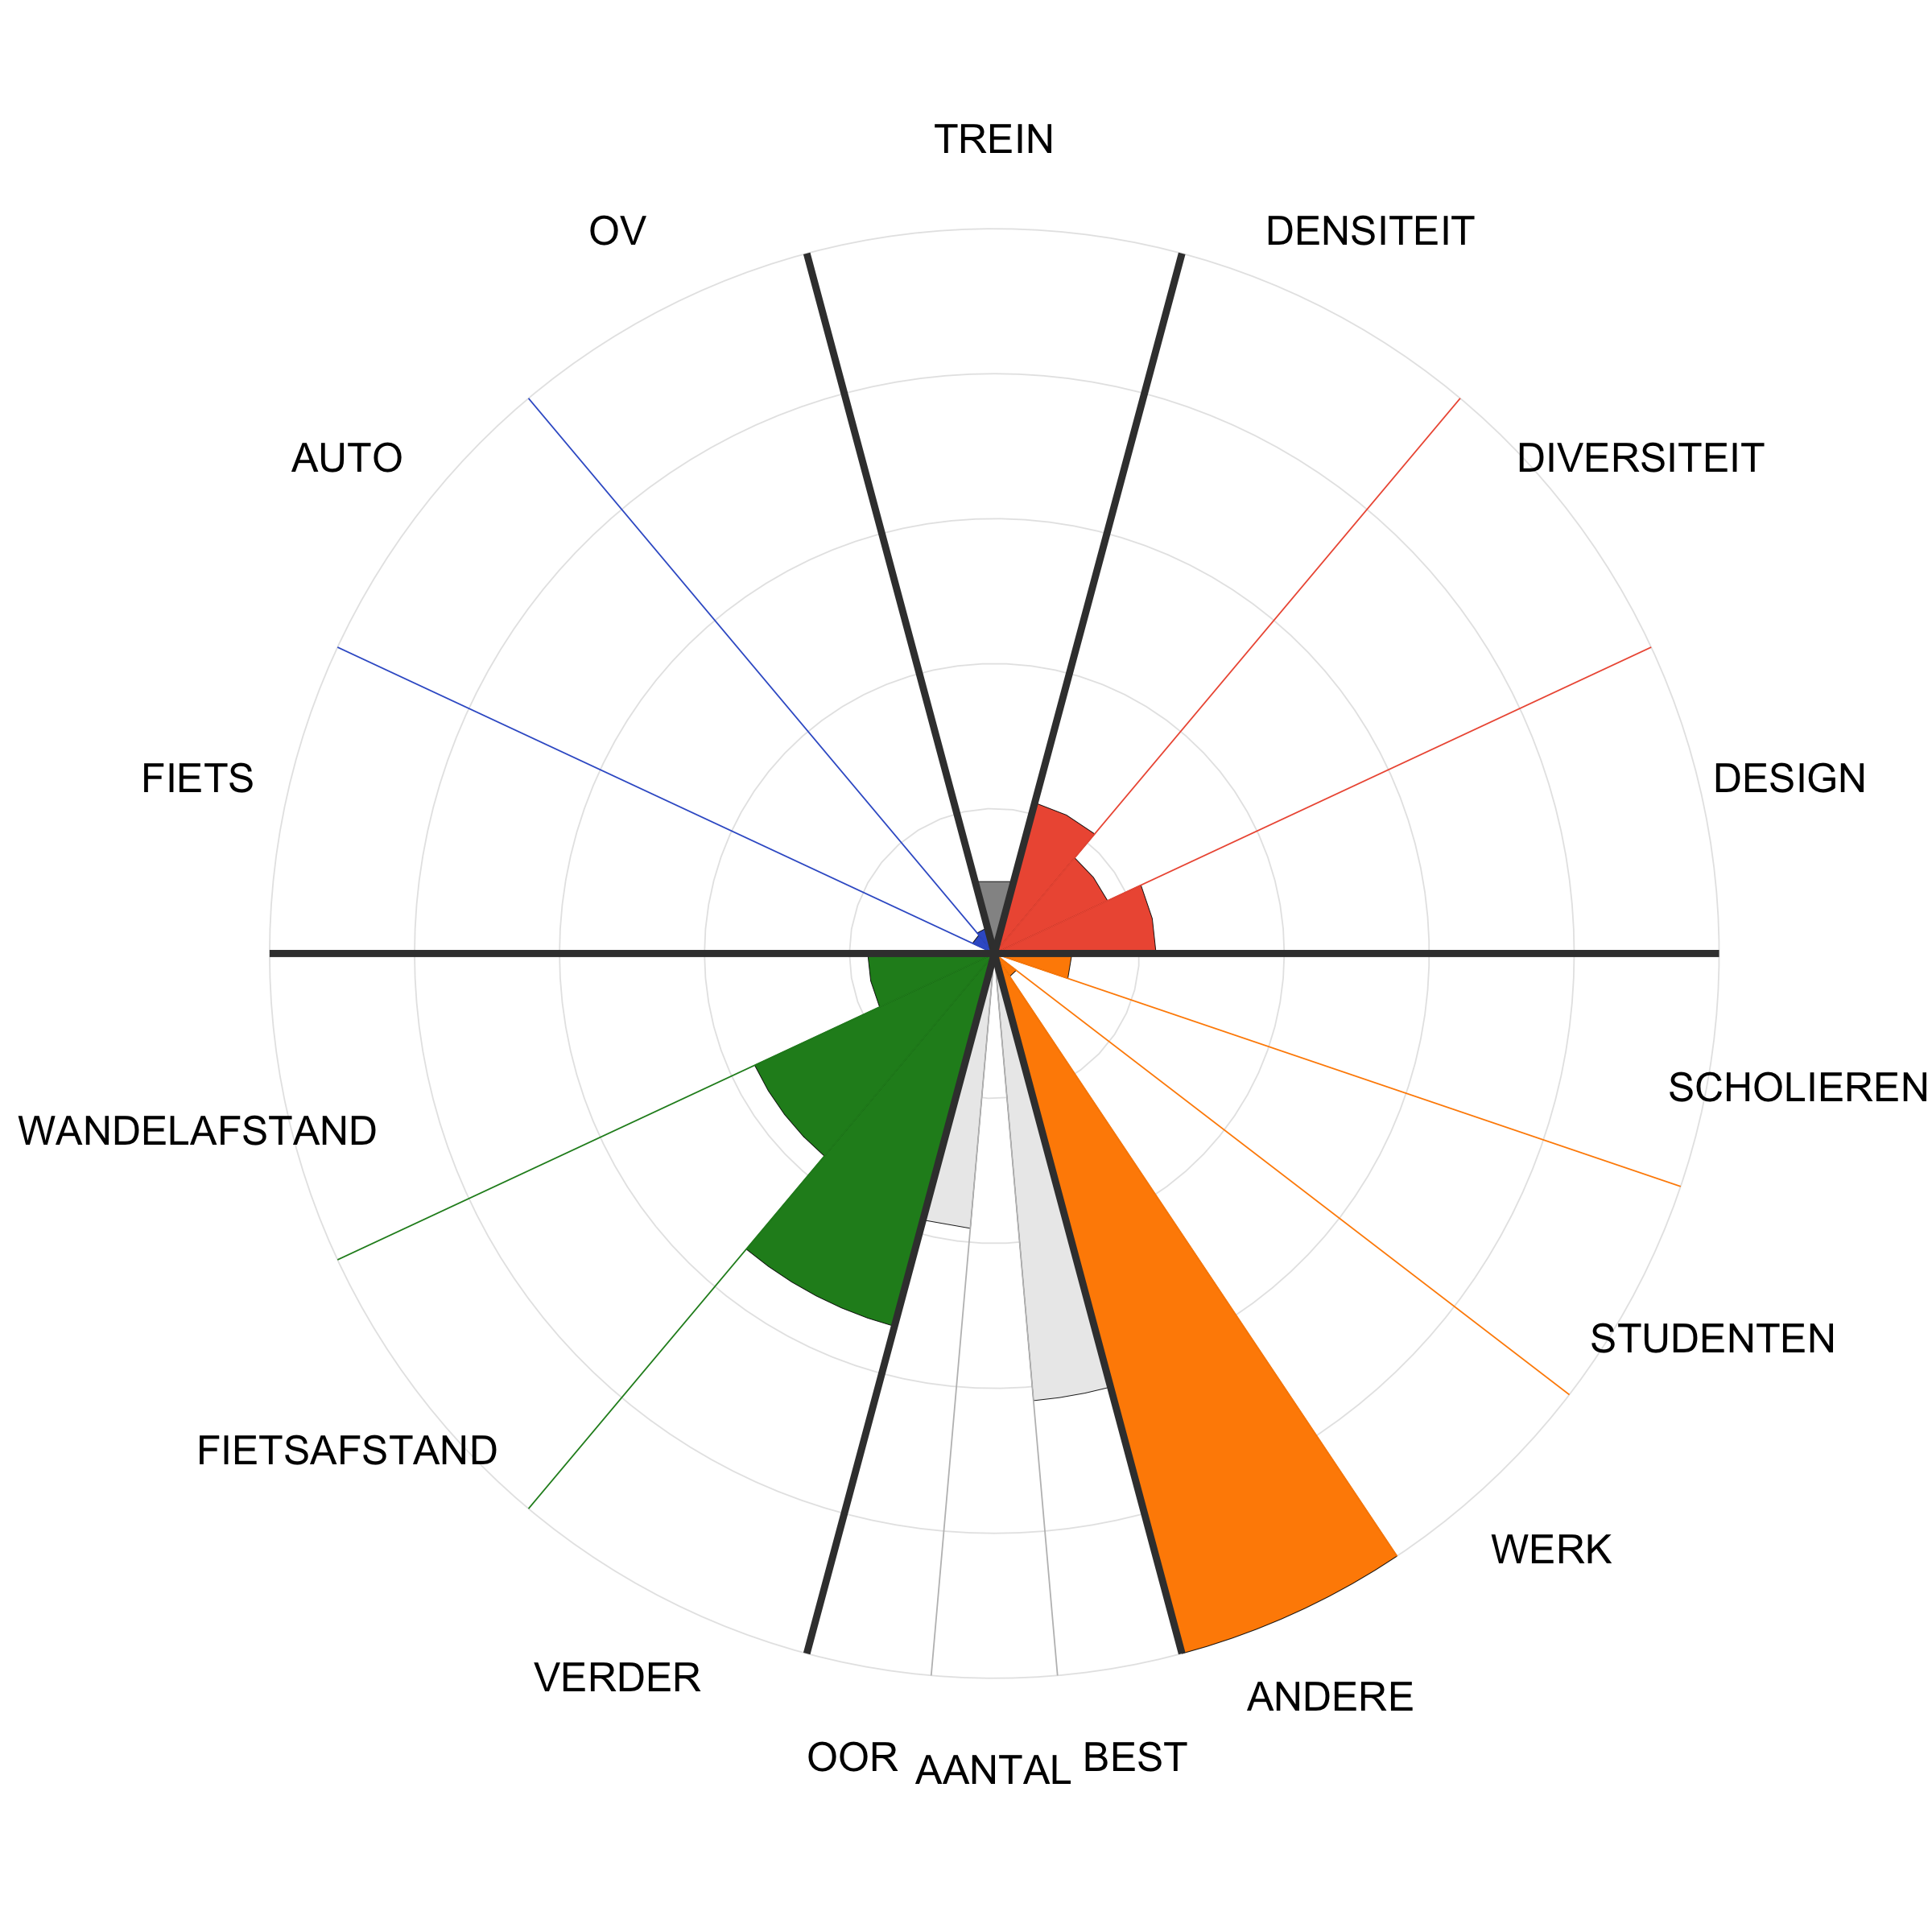 TREIN
OV
DENSITEIT
AUTO
DIVERSITEIT
FIETS
DESIGN
SCHOLIEREN
WANDELAFSTAND
STUDENTEN
FIETSAFSTAND
WERK
VERDER
ANDERE
OOR
AANTAL
BEST